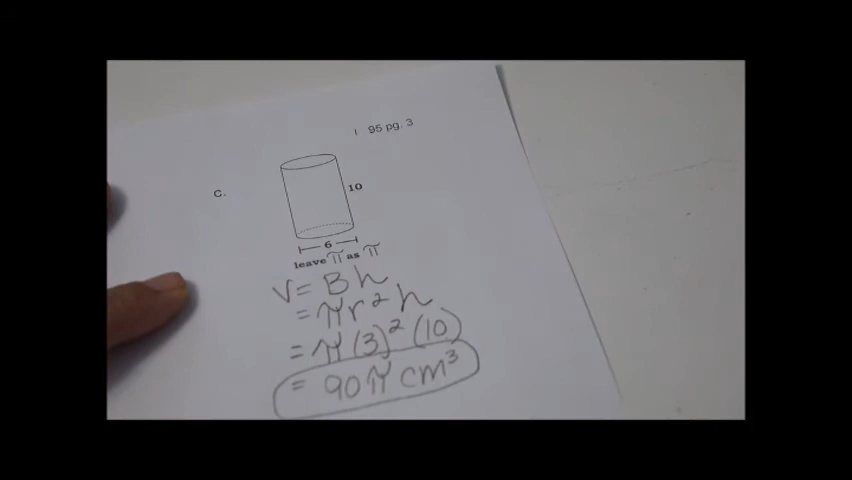 I 95 pg. 3
C.
10
6
leave π as π
V = Bh
= πr²h
= π(3)²(10)
= 90π cm³